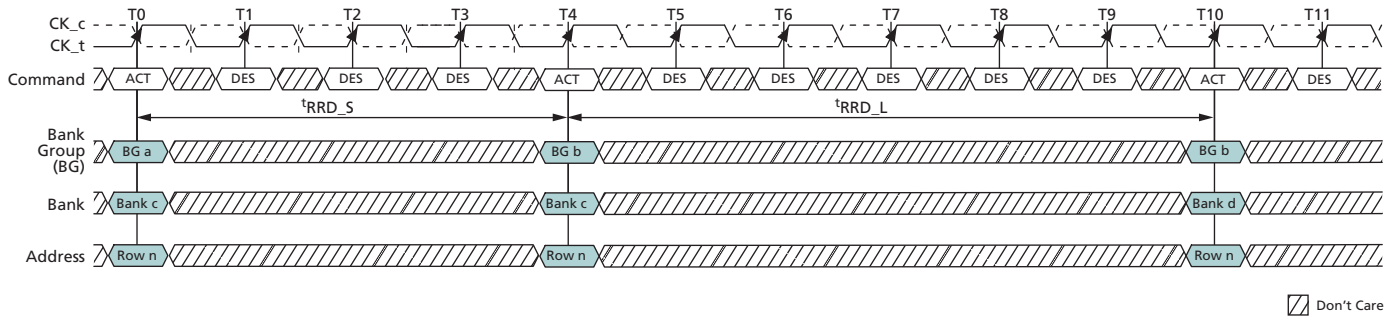 T0 T1 T2 T3 T4 T5 T6 T7 T8 T9 T10 T11
CK_c
CK_t
Command ACT DES DES DES ACT DES DES DES DES DES ACT DES
tRRD_S tRRD_L
Bank
Group
(BG)
BG a BG b BG b
Bank Bank c Bank c Bank d
Address Row n Row n Row n
Don't Care